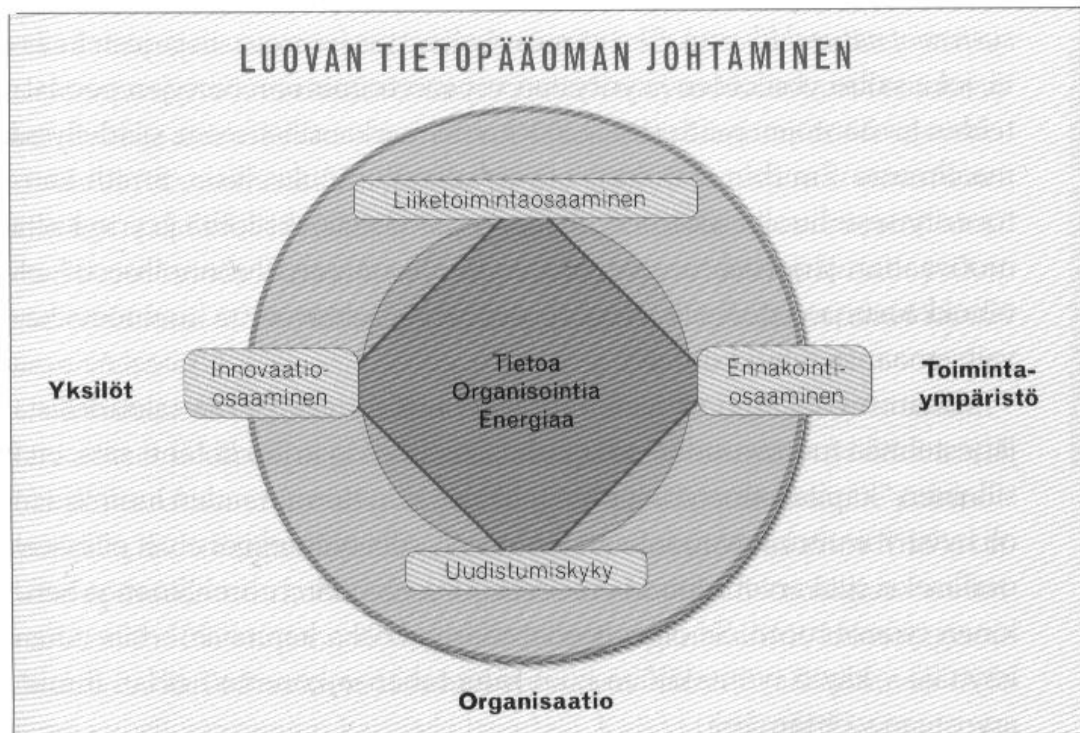 LUOVAN TIETOPÄÄOMAN JOHTAMINEN
Liiketoimintaosaaminen
Yksilöt
Innovaatio-
osaaminen
Tietoa
Organisointia
Energiaa
Ennakointi-
osaaminen
Toiminta-
ympäristö
Uudistumiskyky
Organisaatio